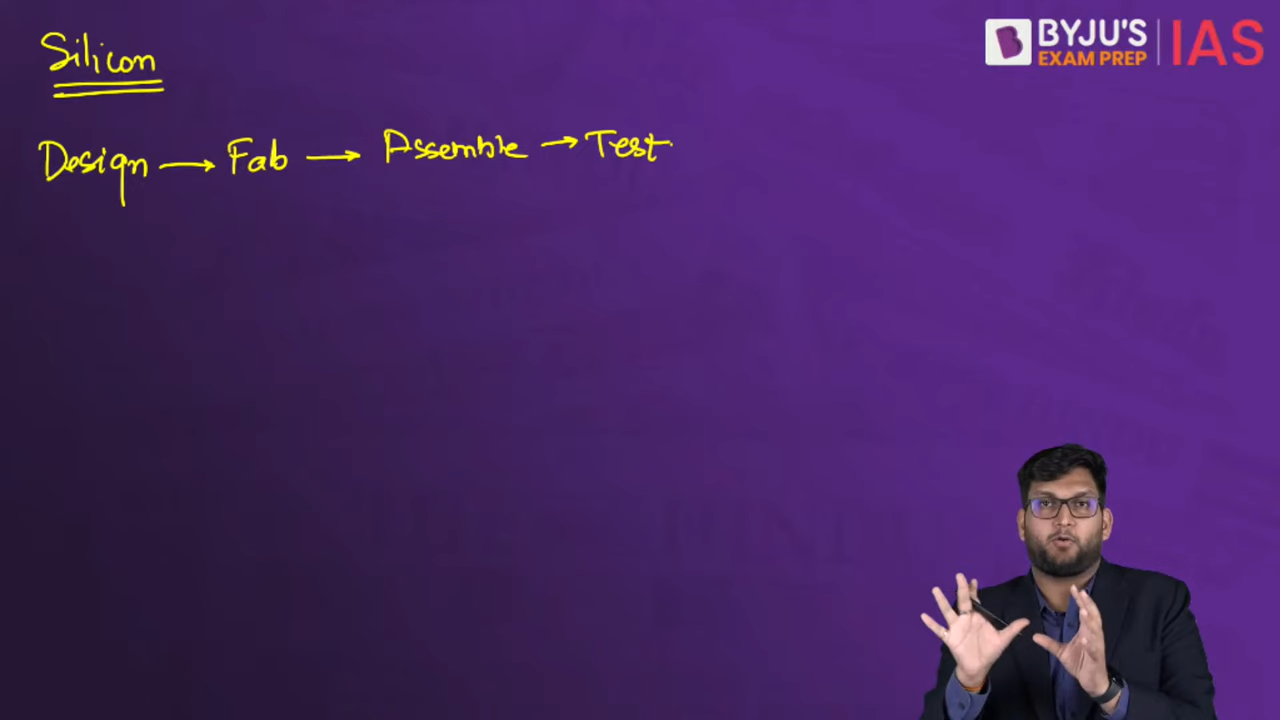 Silicon
BYJU'S
EXAM PREP
IAS
Design → Fab → Assemble → Test